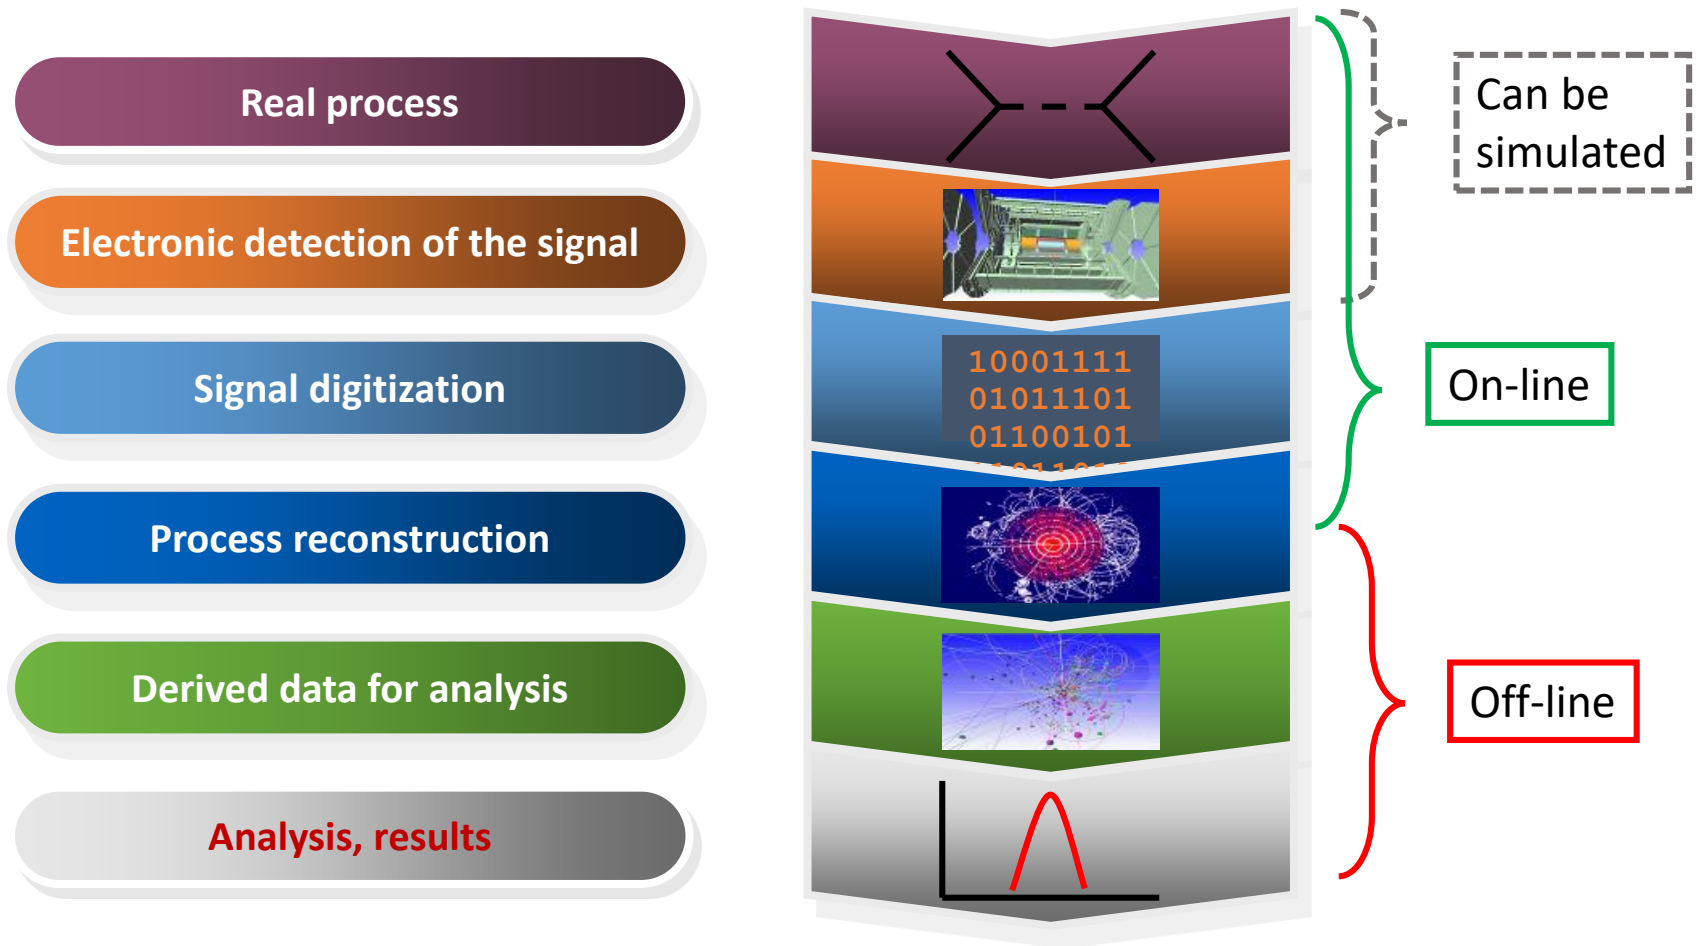 Real process
Can be
simulated
Electronic detection of the signal
Signal digitization
10001111
01011101
01100101
On-line
Process reconstruction
Derived data for analysis
Off-line
Analysis, results